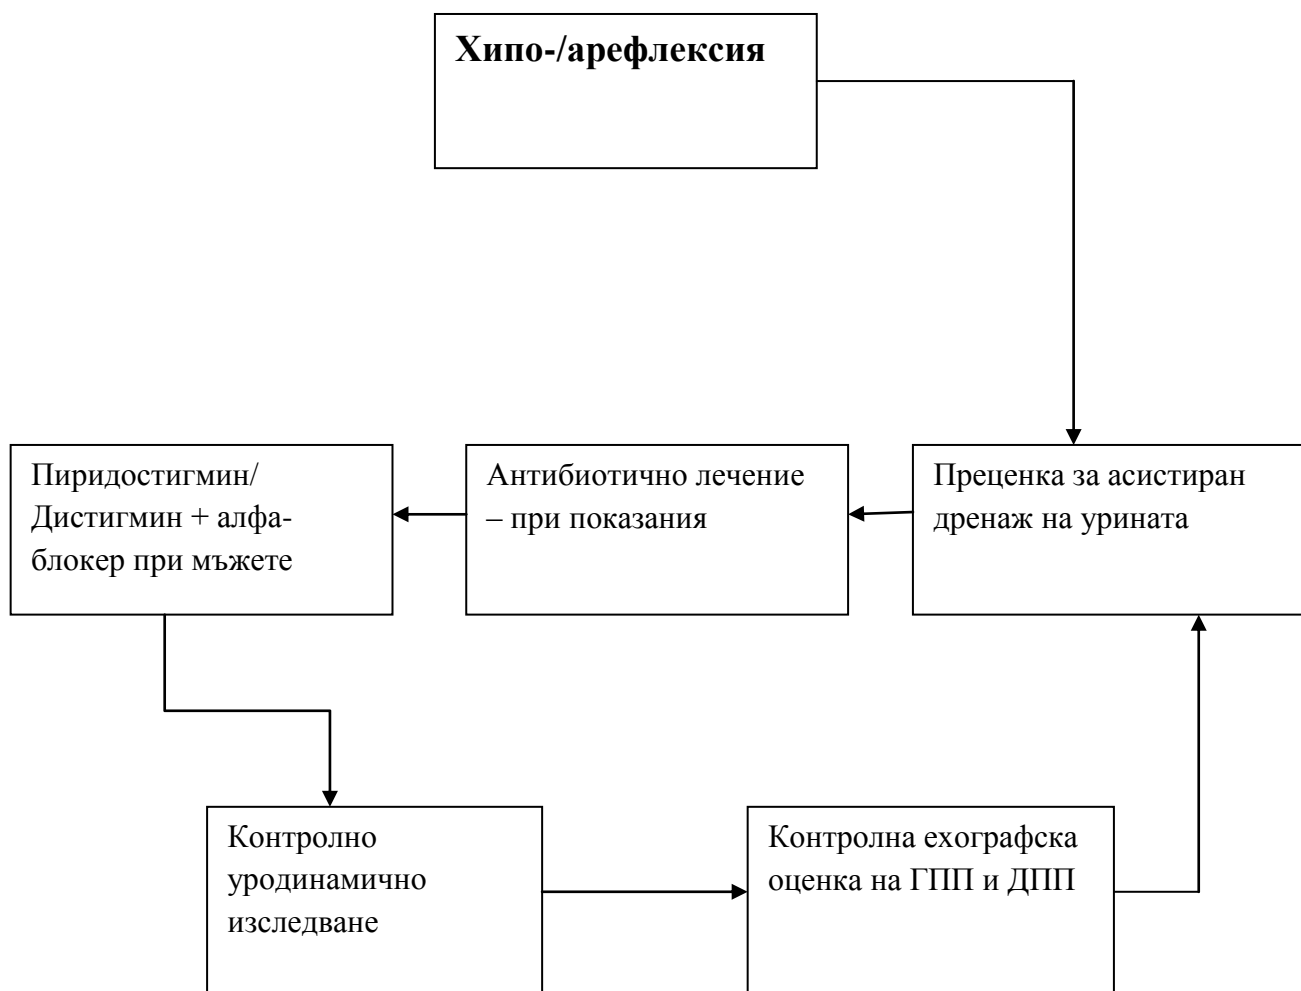 Хипо-/арефлексия
Пиридостигмин/
Дистигмин + алфа-
блокер при мъжете
Антибиотично лечение
– при показания
Преценка за асистиран
дренаж на урината
Контролно
уродинамично
изследване
Контролна ехографска
оценка на ГПП и ДПП